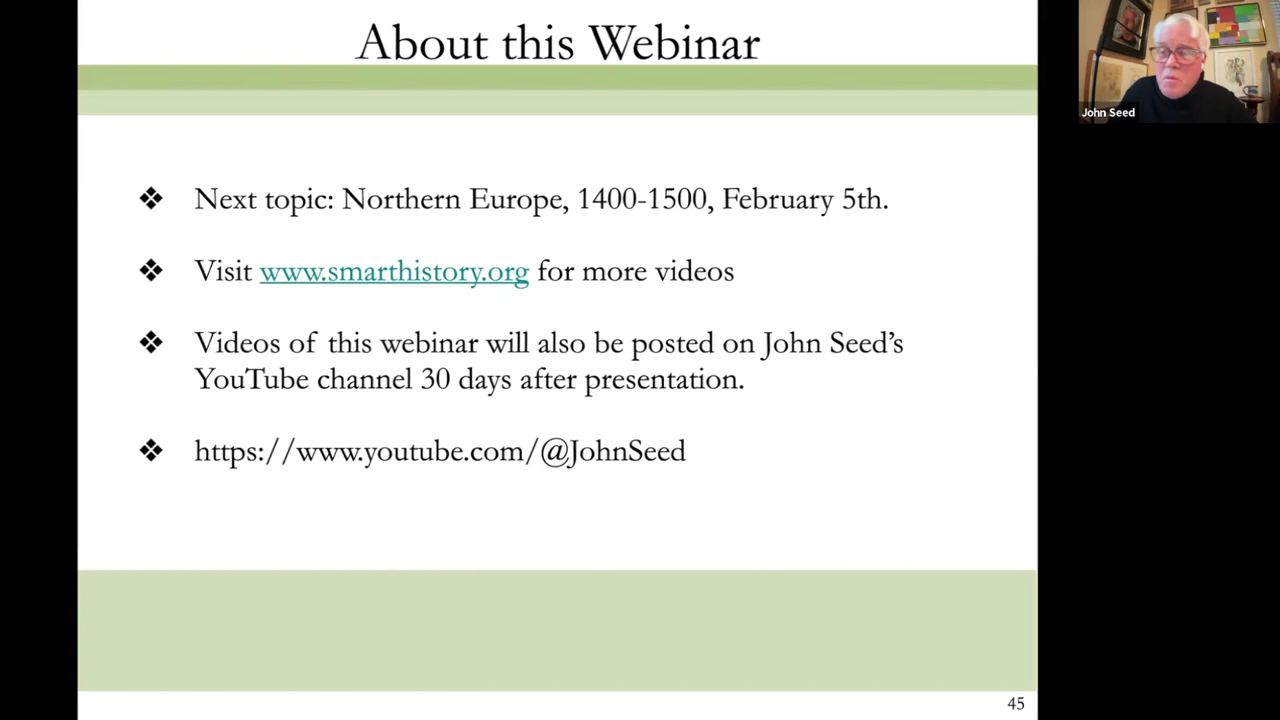 About this Webinar
John Seed
❖ Next topic: Northern Europe, 1400-1500, February 5th.
❖ Visit www.smarthistory.org for more videos
❖ Videos of this webinar will also be posted on John Seed’s
YouTube channel 30 days after presentation.
❖ https://www.youtube.com/@JohnSeed
45